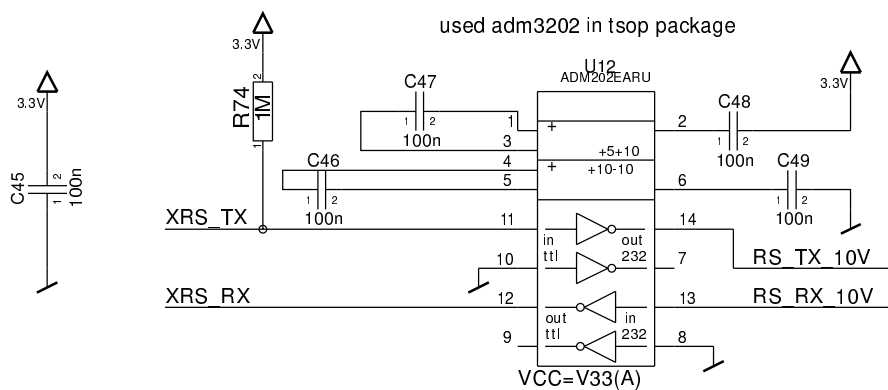 used adm3202 in tsop package
3.3V
3.3V
3.3V
U12
ADM202EARU
R74
1M
2
1
C47
1
2
100n
C48
1
2
100n
C46
1
2
100n
C49
1
2
100n
C45
100n
1
2
1
3
4
5
+
+
+5+10
+10-10
2
6
XRS_TX
11
in
ttl
out
232
14
10
7
RS_TX_10V
XRS_RX
12
out
ttl
in
232
13
RS_RX_10V
9
8
VCC=V33(A)